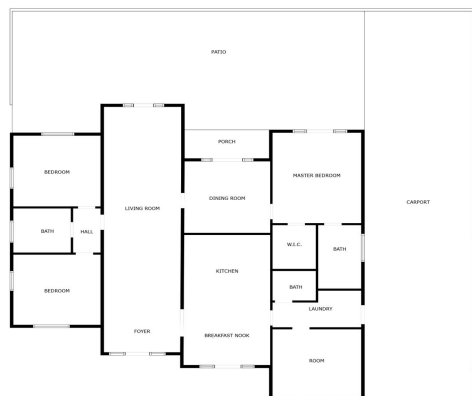 PATIO
PORCH
BEDROOM
MASTER BEDROOM
DINING ROOM
CARPORT
LIVING ROOM
BATH
HALL
W.I.C.
BATH
KITCHEN
BATH
BEDROOM
LAUNDRY
FOYER
BREAKFAST NOOK
ROOM